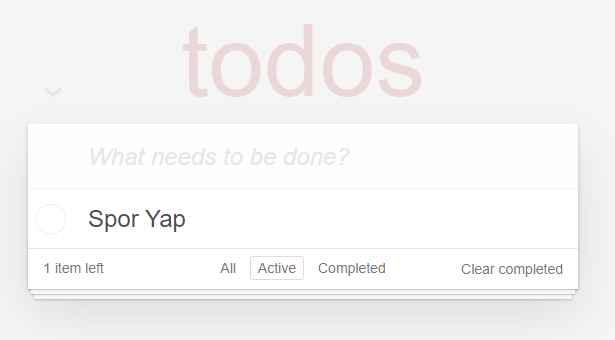 todos
What needs to be done?
Spor Yap
1 item left All Active Completed Clear completed